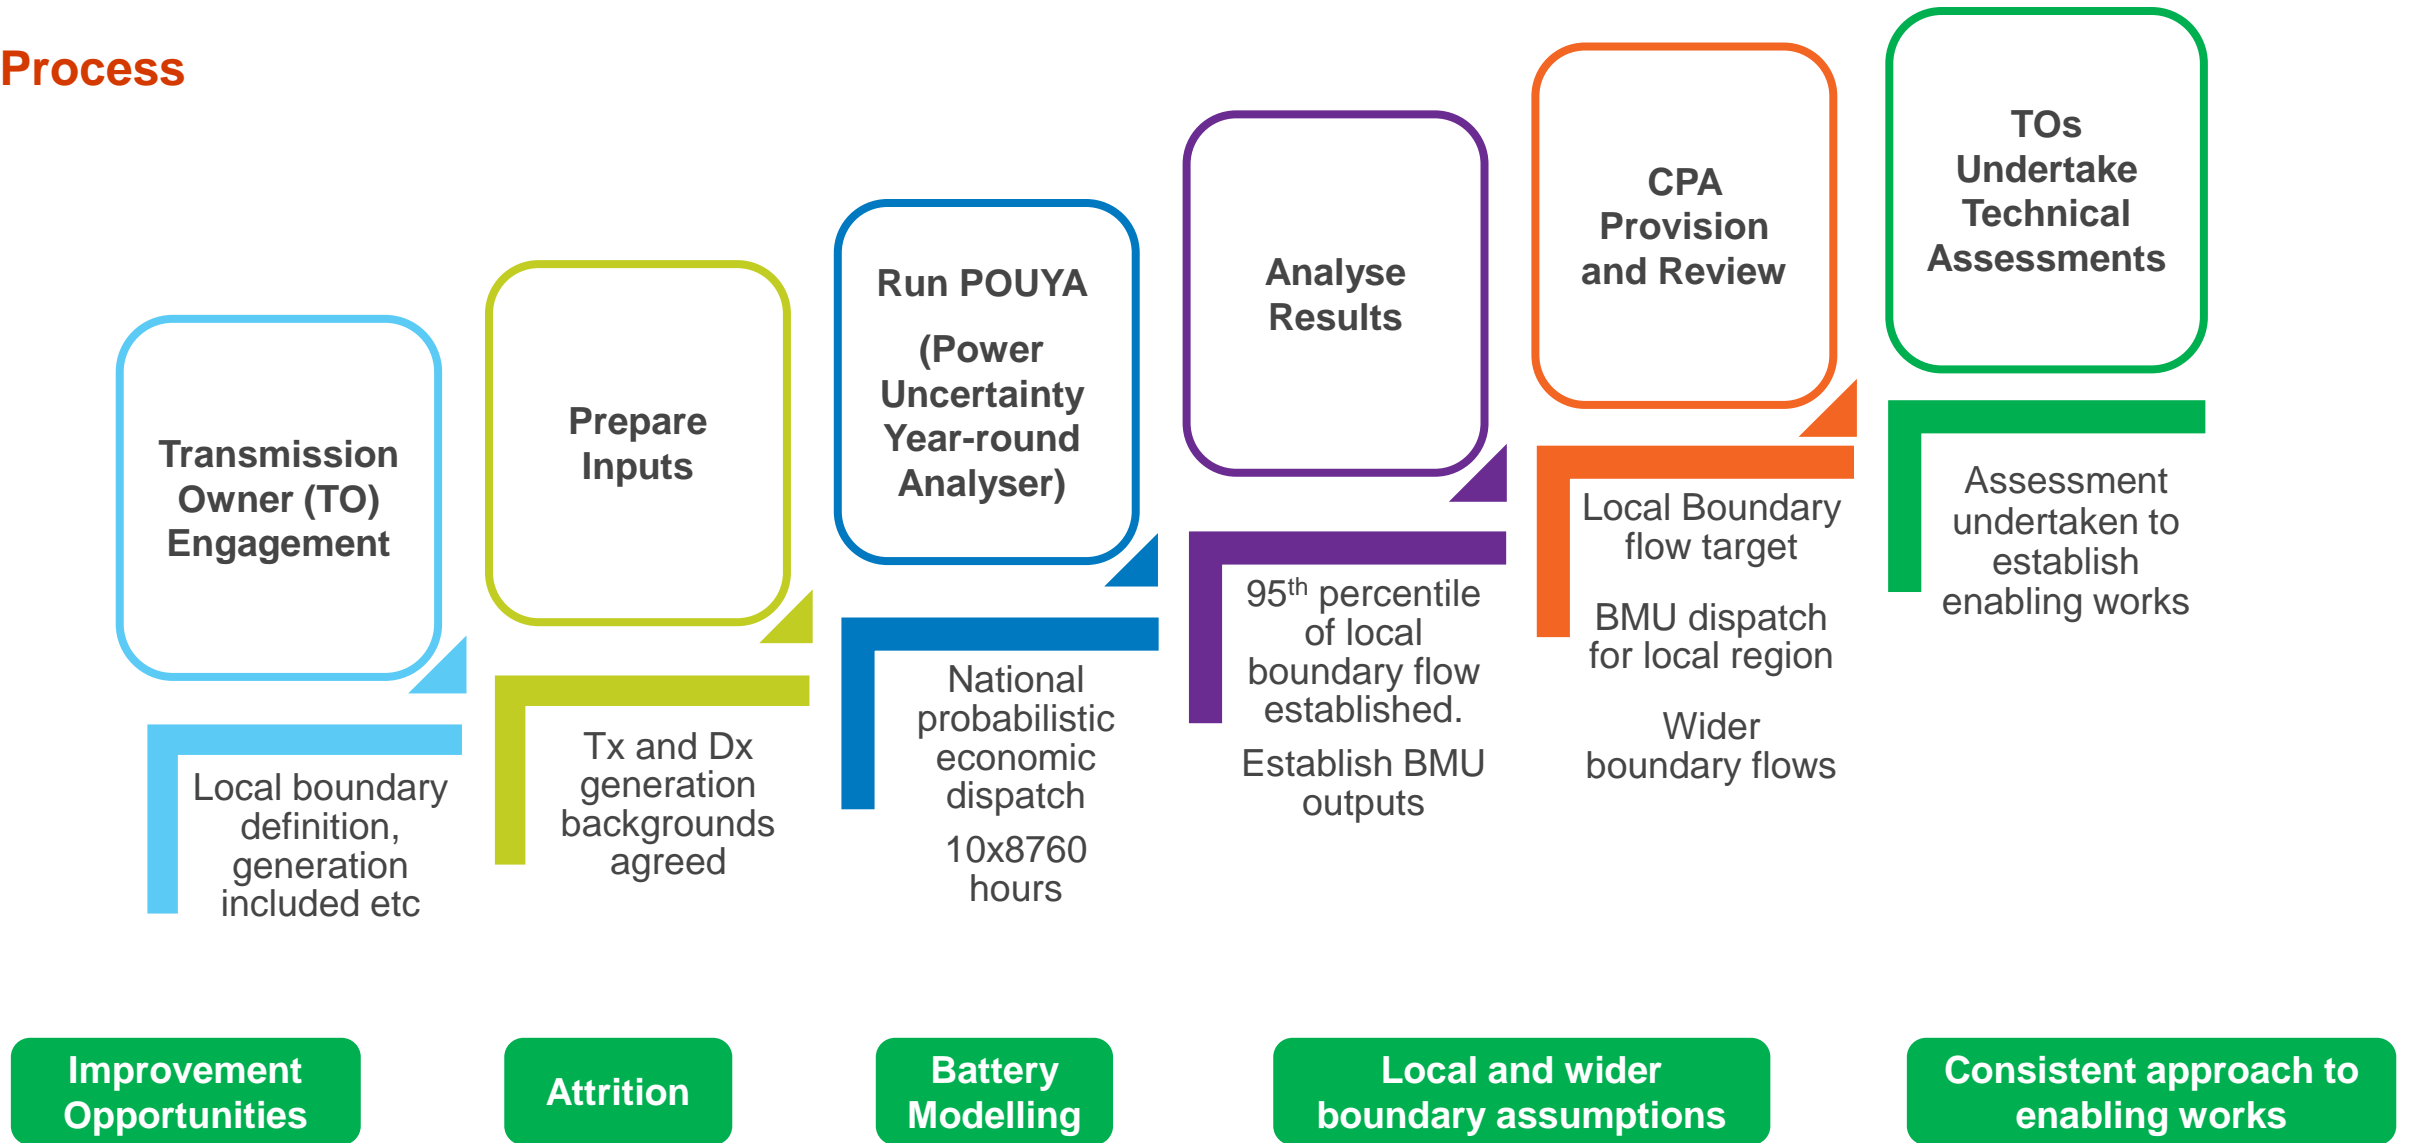 Process
Transmission
Owner (TO)
Engagement
Local boundary
definition,
generation
included etc
Prepare
Inputs
Tx and Dx
generation
backgrounds
agreed
Run POUYA
(Power
Uncertainty
Year-round
Analyser)
National
probabilistic
economic
dispatch
10x8760
hours
Analyse
Results
95th percentile
of local
boundary flow
established.
Establish BMU
outputs
CPA
Provision
and Review
Local Boundary
flow target
BMU dispatch
for local region
Wider
boundary flows
TOs
Undertake
Technical
Assessments
Assessment
undertaken to
establish
enabling works
Improvement
Opportunities
Attrition
Battery
Modelling
Local and wider
boundary assumptions
Consistent approach to
enabling works